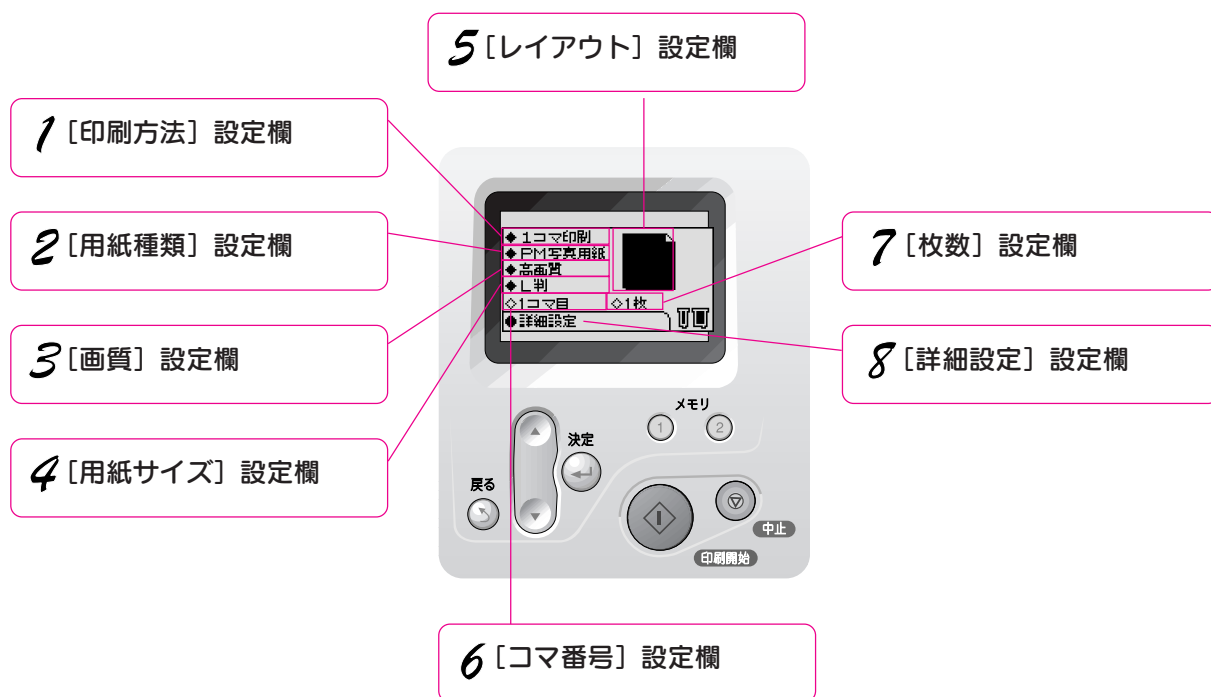 5［レイアウト］設定欄
1［印刷方法］設定欄
2［用紙種類］設定欄
3［画質］設定欄
4［用紙サイズ］設定欄
◆1コマ印刷
◆PM写真用紙
◆高画質
◆L判
◇1コマ目 ◇1枚
●詳細設定
7［枚数］設定欄
8［詳細設定］設定欄
メモリ
1 2
決定
戻る
中止
印刷開始
6［コマ番号］設定欄